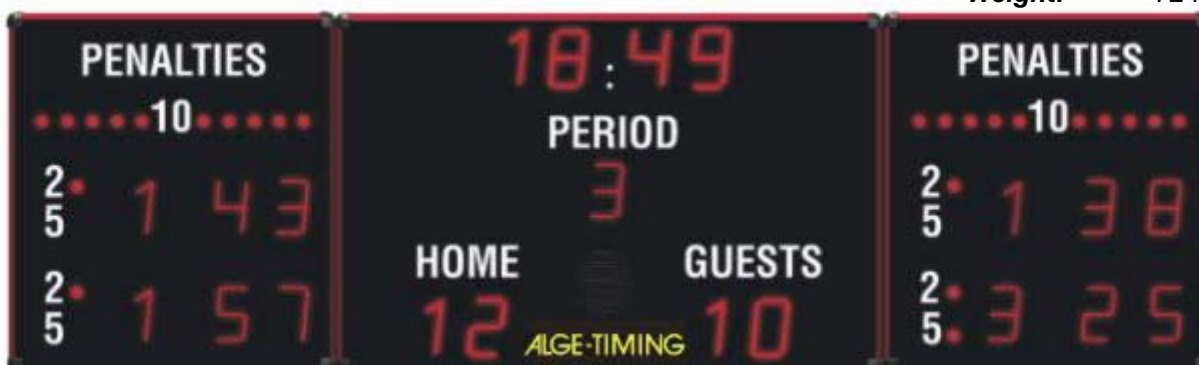 Weight:
PENALTIES
10
2 1 43
5
2 1 57
5
18:49
PERIOD
3
HOME GUESTS
12 10
ALGE-TIMING
PENALTIES
10
2 1 38
5
2 3 25
5